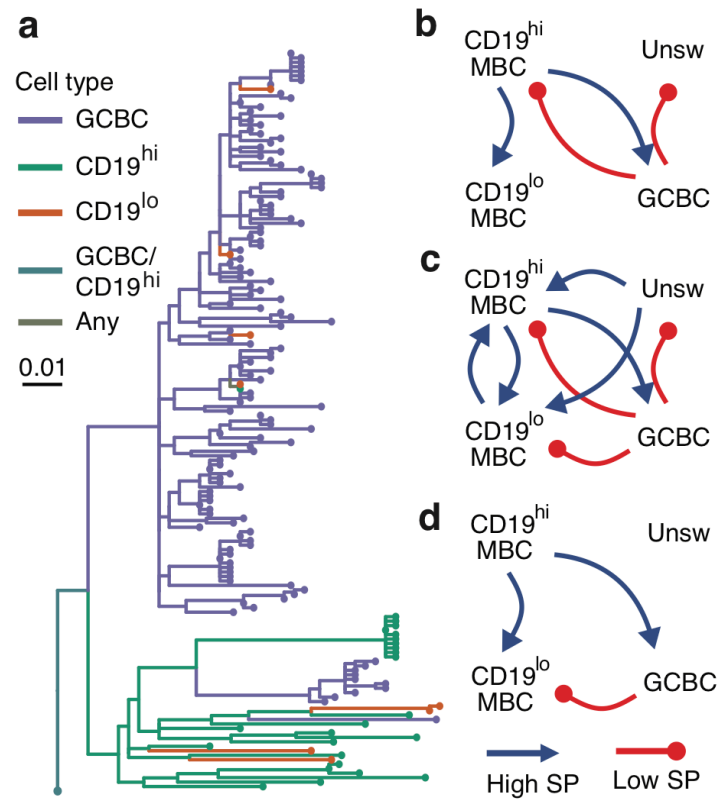 a
Cell type
GCBC
CD19hi
CD19lo
GCBC/
CD19hi
Any
0.01
b
CD19hi
MBC
Unsw
CD19lo
MBC
GCBC
c
CD19hi
MBC
Unsw
CD19lo
MBC
GCBC
d
CD19hi
MBC
Unsw
CD19lo
MBC
GCBC
High SP
Low SP